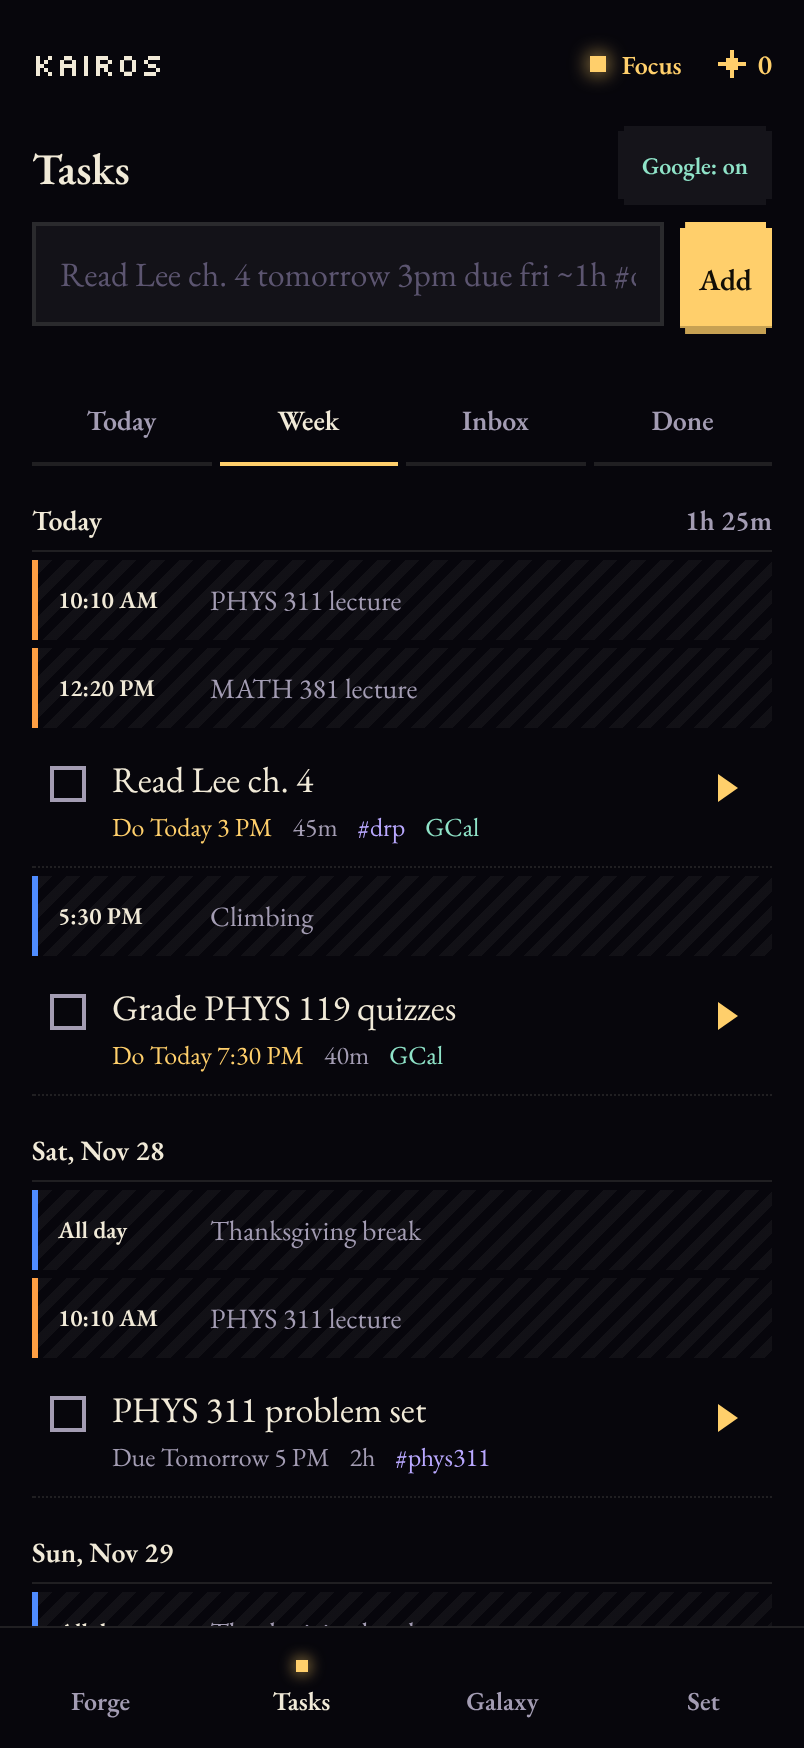 KAIROS
Focus
0
Tasks
Google: on
Read Lee ch. 4 tomorrow 3pm due fri ~1h
Add
Today
Week
Inbox
Done
Today
1h 25m
10:10 AM
PHYS 311 lecture
12:20 PM
MATH 381 lecture
Read Lee ch. 4
Do Today 3 PM 45m #drp GCal
5:30 PM
Climbing
Grade PHYS 119 quizzes
Do Today 7:30 PM 40m GCal
Sat, Nov 28
All day
Thanksgiving break
10:10 AM
PHYS 311 lecture
PHYS 311 problem set
Due Tomorrow 5 PM 2h #phys311
Sun, Nov 29
Forge
Tasks
Galaxy
Set